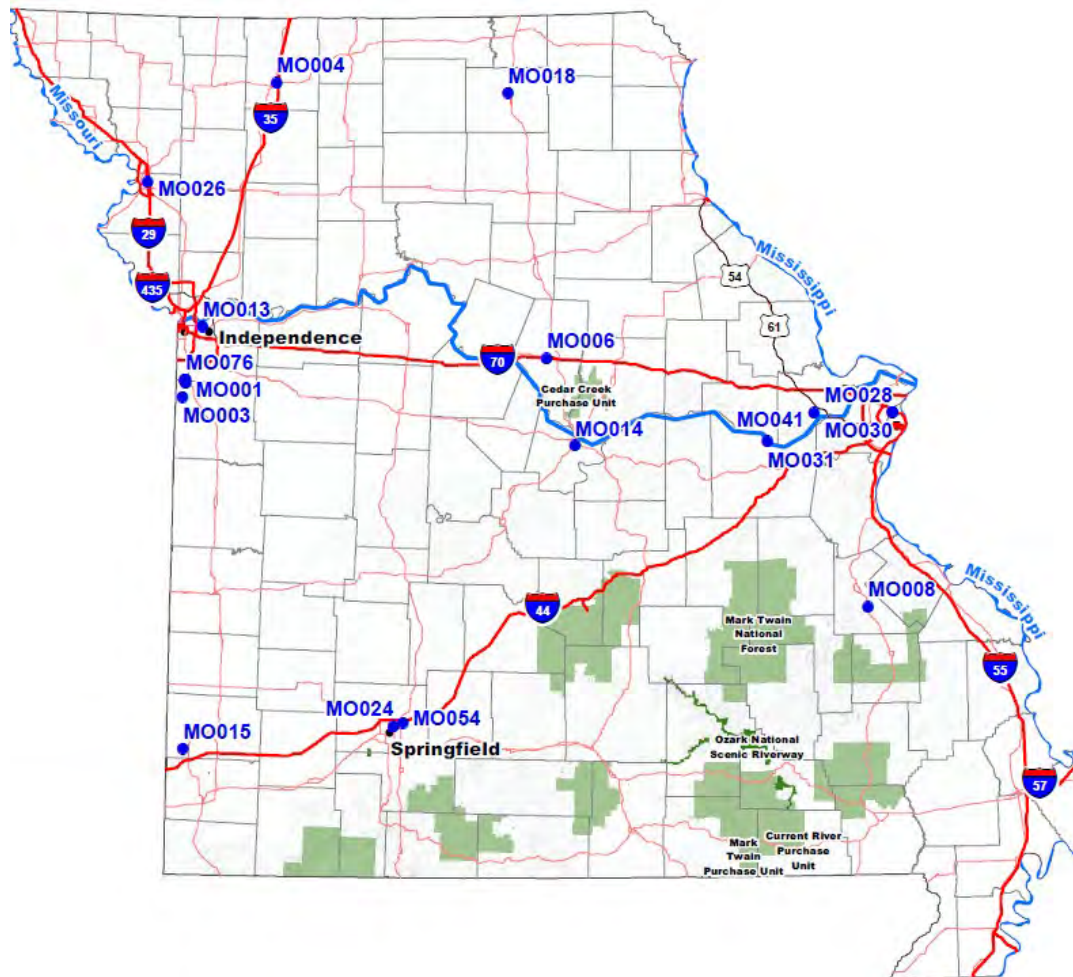 MO004
MO018
35
Missouri
MO026
29
435
54
Mississippi
61
MO013
Independence
MO006
70
MO076
MO001
MO003
Cedar Creek
Purchase Unit
MO028
MO041
MO030
MO014
MO031
44
MO008
Mississippi
Mark Twain
National
Forest
55
MO024
MO054
MO015
Springfield
Ozark National
Scenic Riverway
57
Mark
Twain
Purchase Unit
Current River
Purchase
Unit